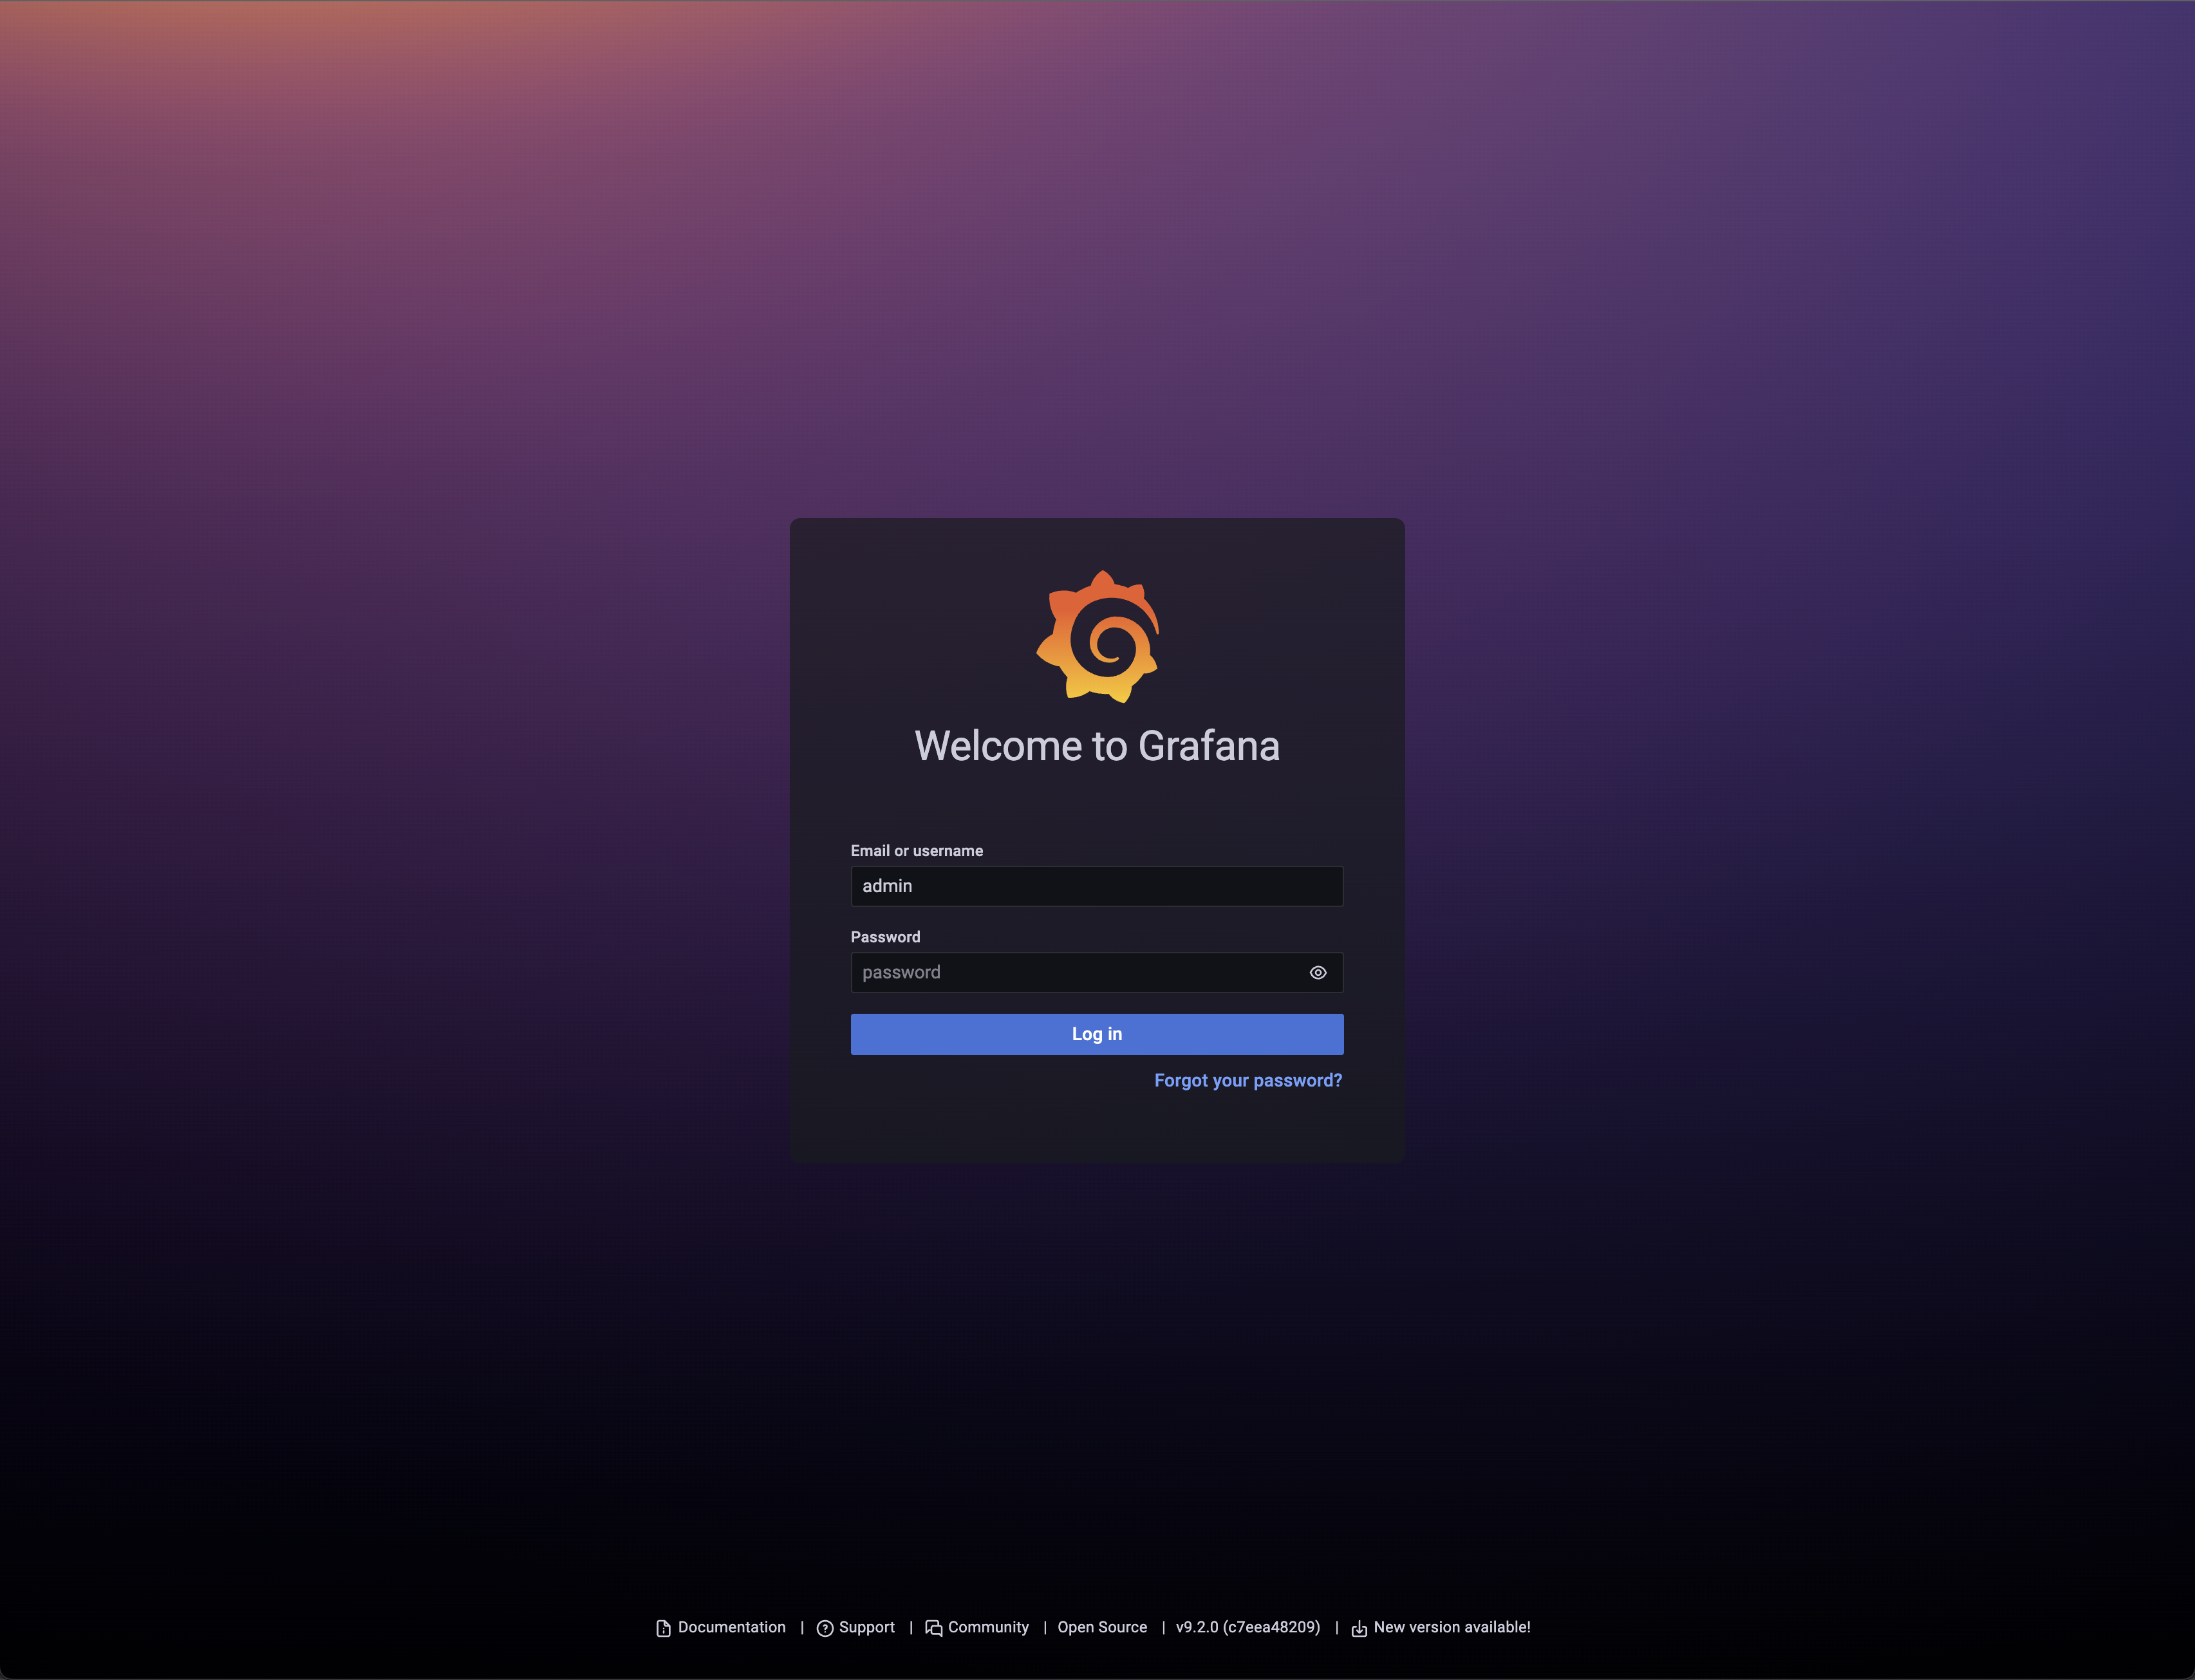 Welcome to Grafana
Email or username
admin
Password
password
Log in
Forgot your password?
Documentation | Support | Community | Open Source | v9.2.0 (c7eea48209) | New version available!